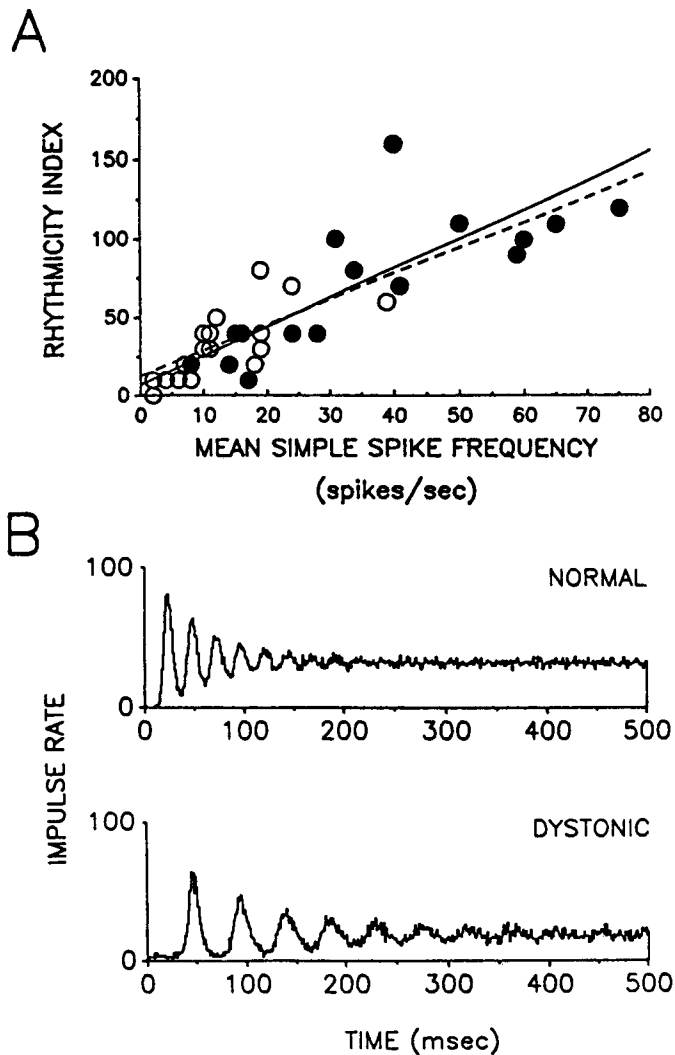 A
RHYTHMICITY INDEX
200
150
100
50
0
0 10 20 30 40 50 60 70 80
MEAN SIMPLE SPIKE FREQUENCY
(spikes/sec)
B
IMPULSE RATE
100
NORMAL
0
0 100 200 300 400 500
100
DYSTONIC
0
0 100 200 300 400 500
TIME (msec)